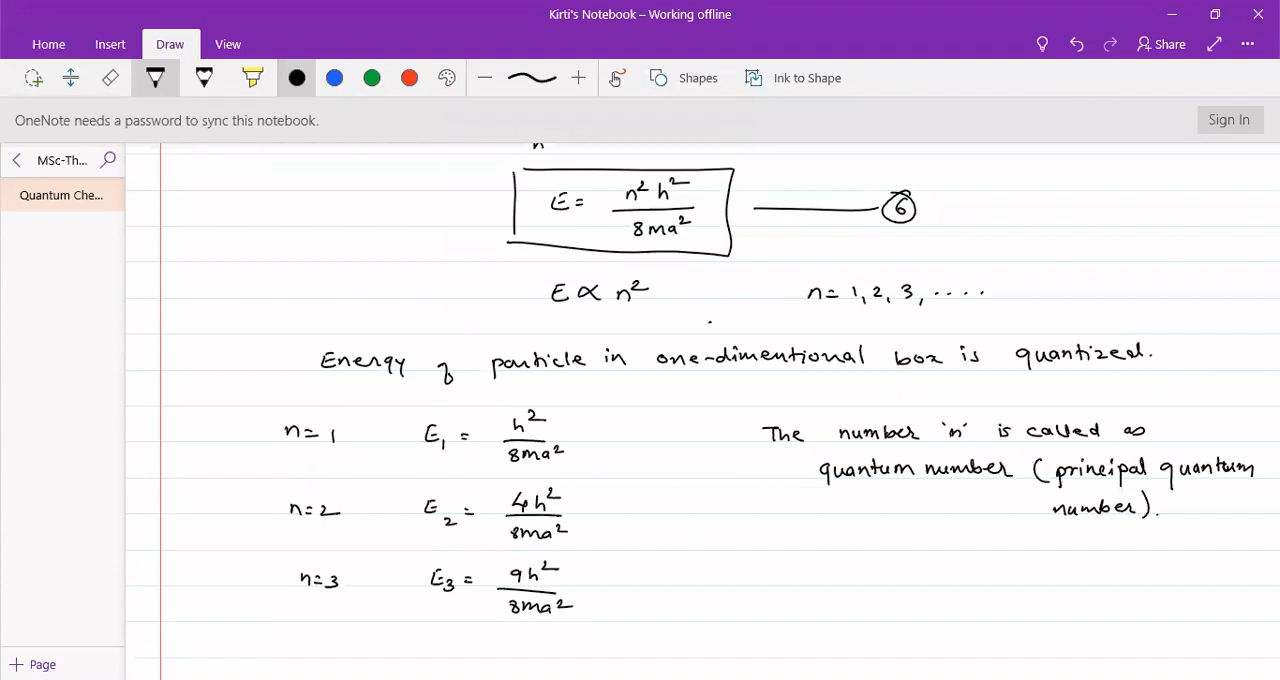 Kirti's Notebook – Working offline
Home Insert Draw View Share
Shapes Ink to Shape
OneNote needs a password to sync this notebook. Sign In
MSc-Th...
Quantum Che...
E = n² h² / 8ma² ——— ⑥
E ∝ n² n = 1, 2, 3, ....
Energy of particle in one-dimentional box is quantized.
n = 1 E₁ = h² / 8ma²
The number 'n' is called as
quantum number (principal quantum
number).
n = 2 E₂ = 4h² / 8ma²
n = 3 E₃ = 9h² / 8ma²
+ Page